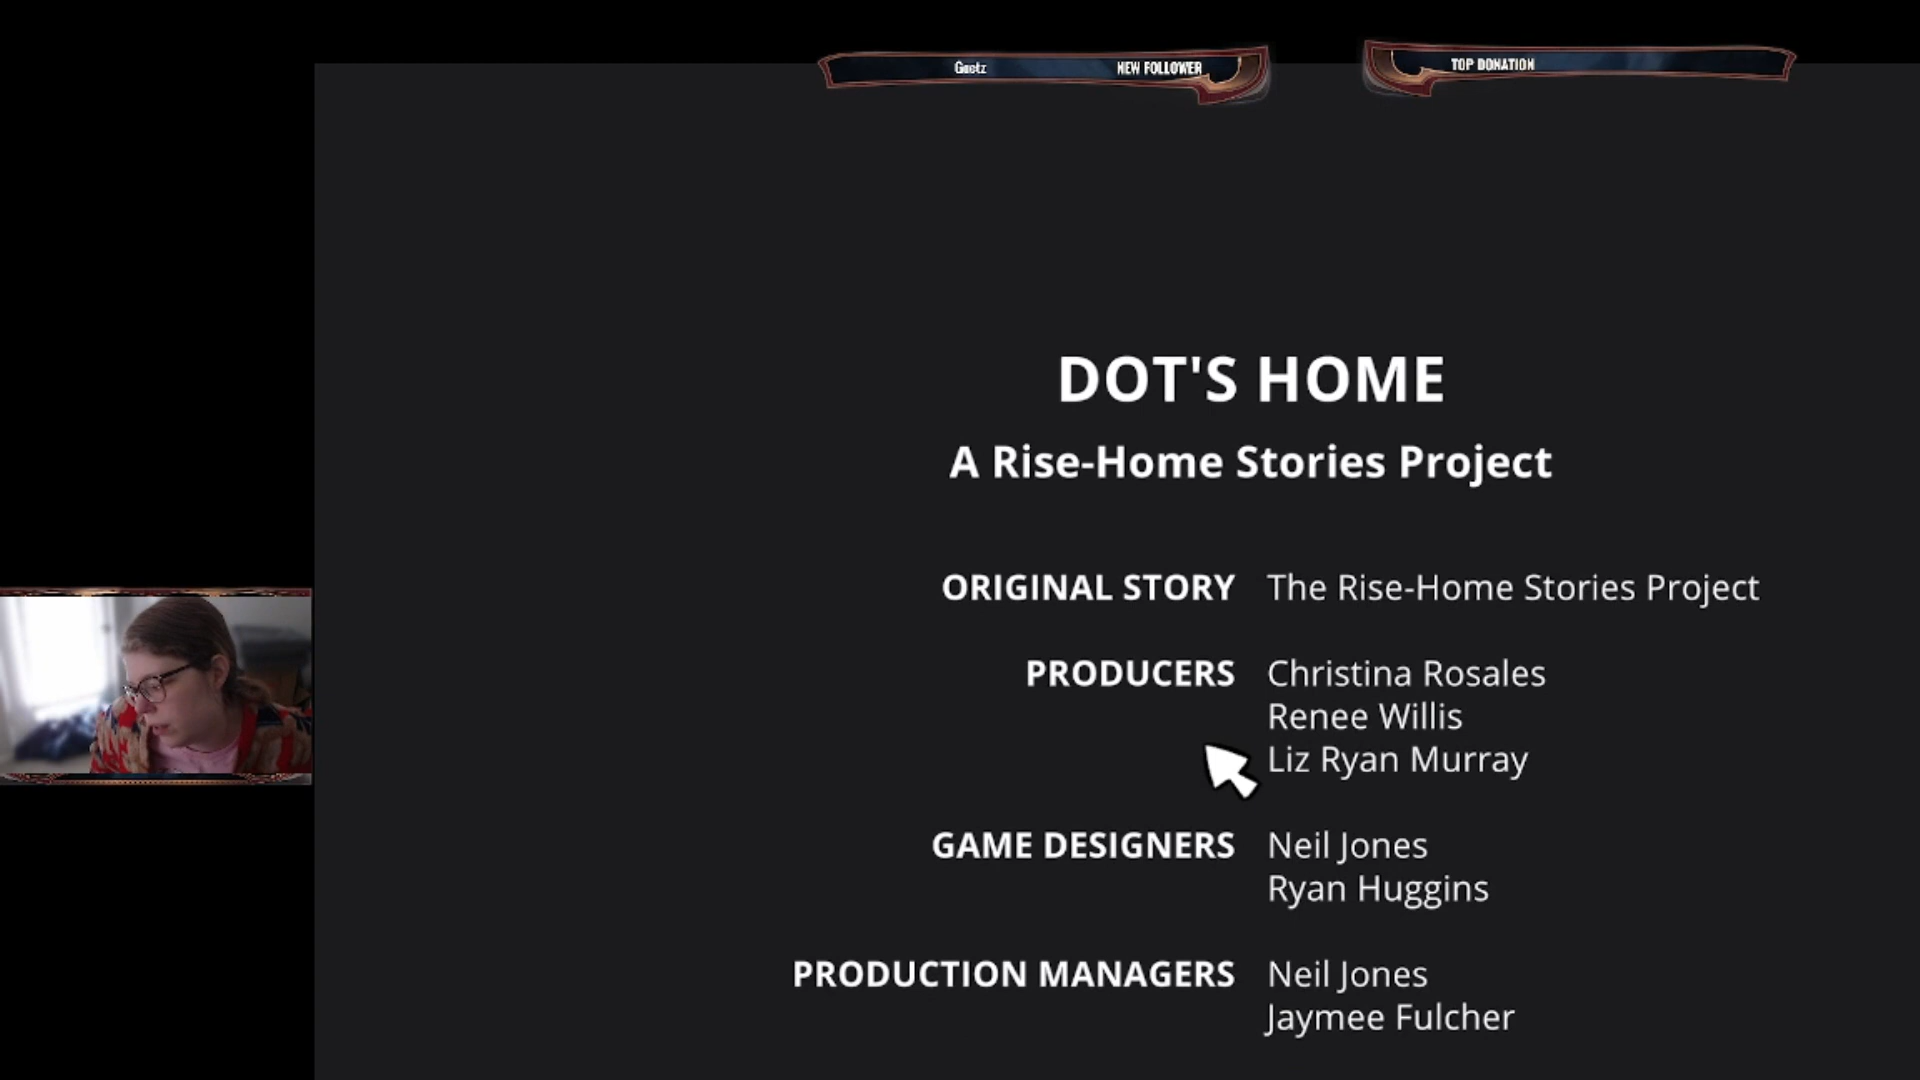 Gaetz NEW FOLLOWER
TOP DONATION
DOT'S HOME
A Rise-Home Stories Project
ORIGINAL STORY The Rise-Home Stories Project
PRODUCERS Christina Rosales
Renee Willis
Liz Ryan Murray
GAME DESIGNERS Neil Jones
Ryan Huggins
PRODUCTION MANAGERS Neil Jones
Jaymee Fulcher